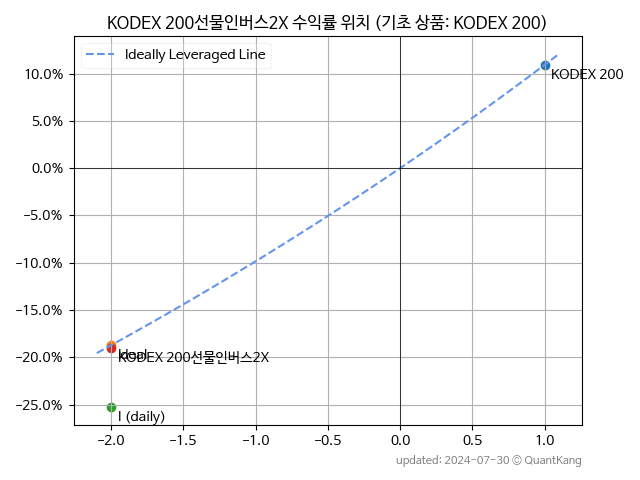 KODEX 200선물인버스2X 수익률 위치 (기초 상품: KODEX 200)
Ideally Leveraged Line
10.0%
5.0%
0.0%
−5.0%
−10.0%
−15.0%
−20.0%
−25.0%
KODEX 200
Ideal
KODEX 200선물인버스2X
I (daily)
−2.0 −1.5 −1.0 −0.5 0.0 0.5 1.0
updated: 2024-07-30 © QuantKang